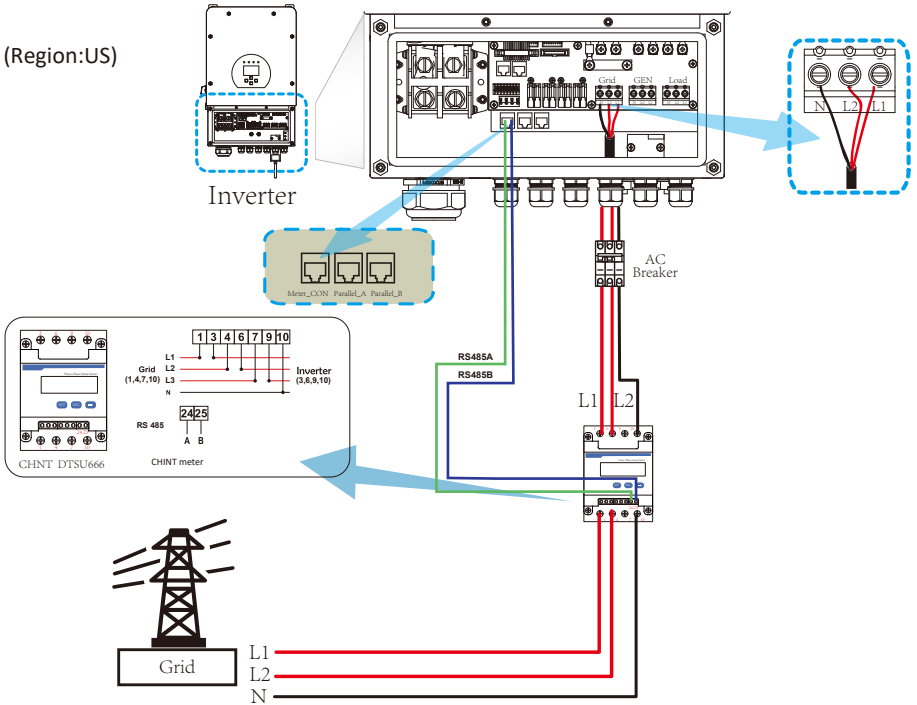 (Region:US)
Inverter
Grid GEN Load
N L2 L1
Meter_CON Parallel_A Parallel_B
AC
Breaker
RS485A
RS485B
L1 L2
1 3 4 6 7 9 10
L1
L2
L3
N
Grid
(1,4,7,10)
Inverter
(3,6,9,10)
24 25
RS 485
A B
CHNT DTSU666
CHINT meter
Grid
L1
L2
N